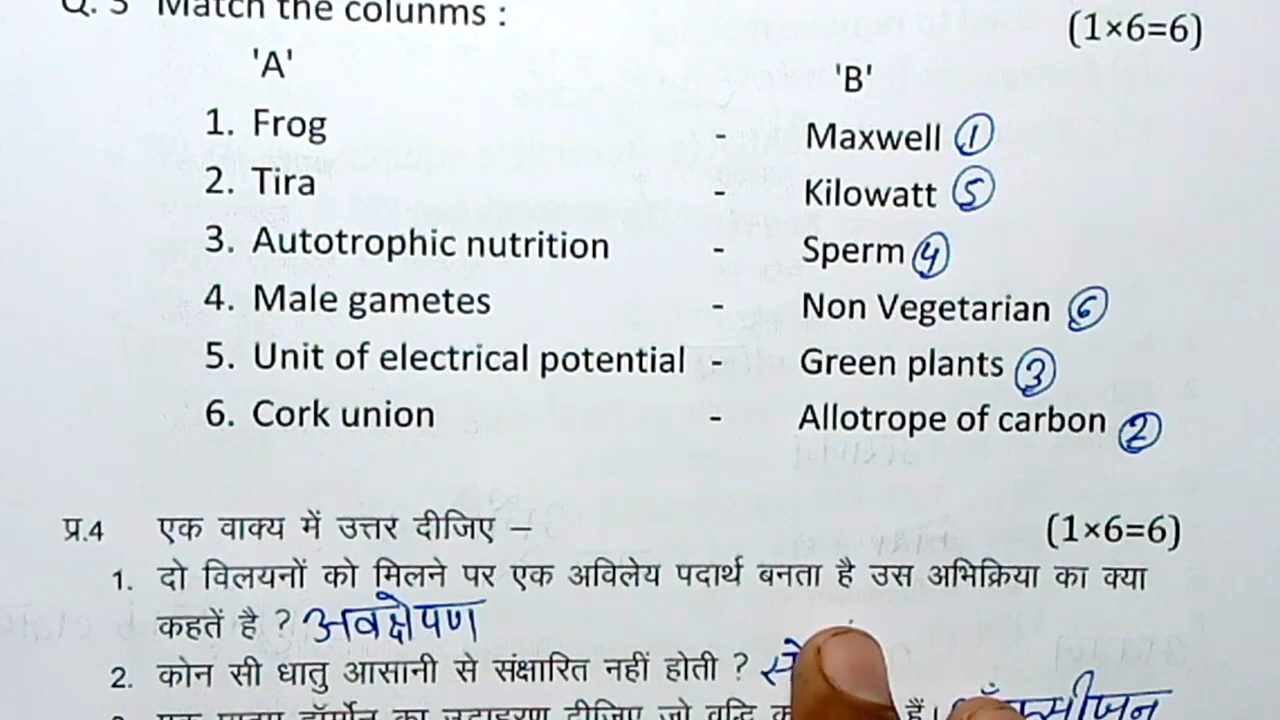 Q. 3 Match the colunms :
(1×6=6)
'A' 'B'
1. Frog - Maxwell ①
2. Tira - Kilowatt ⑤
3. Autotrophic nutrition - Sperm ④
4. Male gametes - Non Vegetarian ⑥
5. Unit of electrical potential - Green plants ③
6. Cork union - Allotrope of carbon ②
प्र.4 एक वाक्य में उत्तर दीजिए – (1×6=6)
1. दो विलयनों को मिलने पर एक अविलेय पदार्थ बनता है उस अभिक्रिया का क्या
कहतें है ? अवक्षेपण
2. कोन सी धातु आसानी से संक्षारित नहीं होती ?